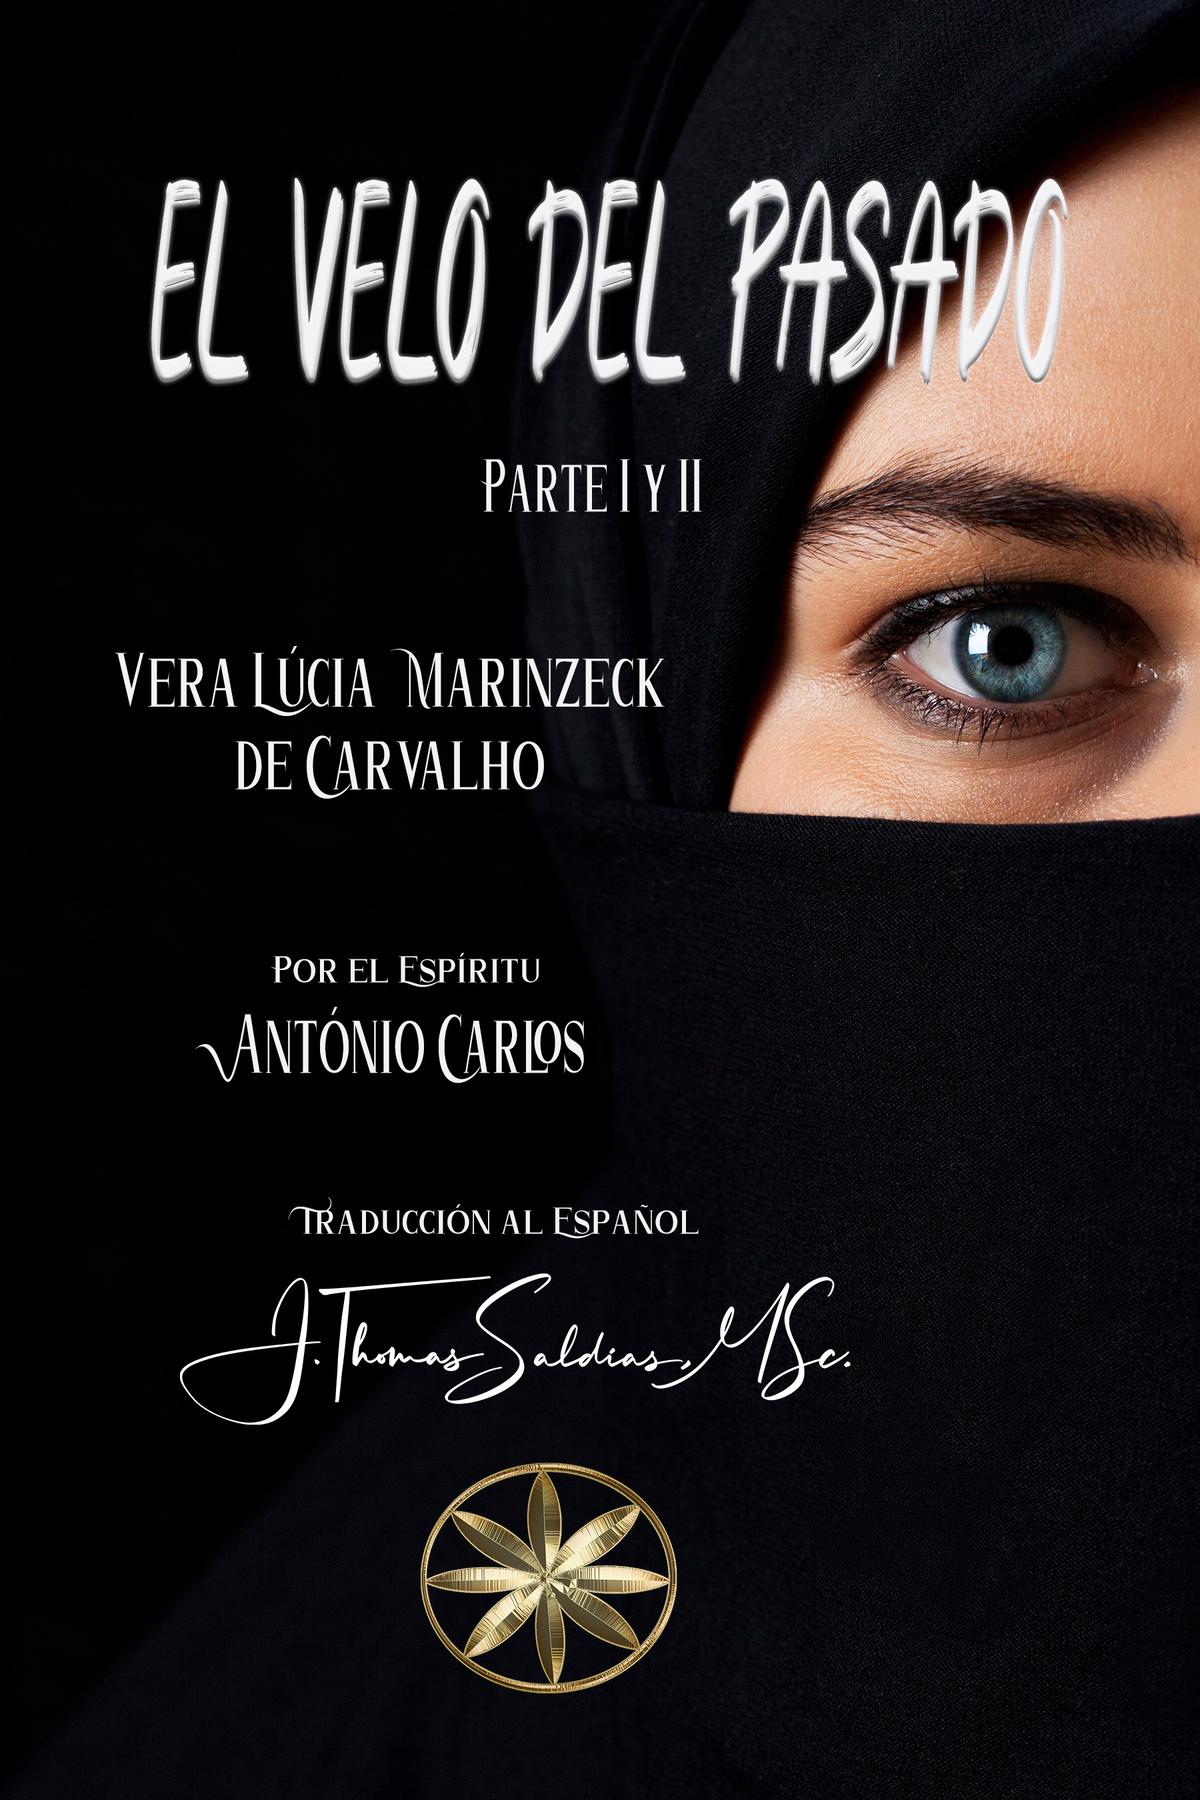 EL VELO DEL PASADO
PARTE I Y II
VERA LÚCIA MARINZECK
DE CARVALHO
POR EL ESPÍRITU
ANTÓNIO CARLOS
TRADUCCIÓN AL ESPAÑOL
J. Thomas Saldias, MSc.